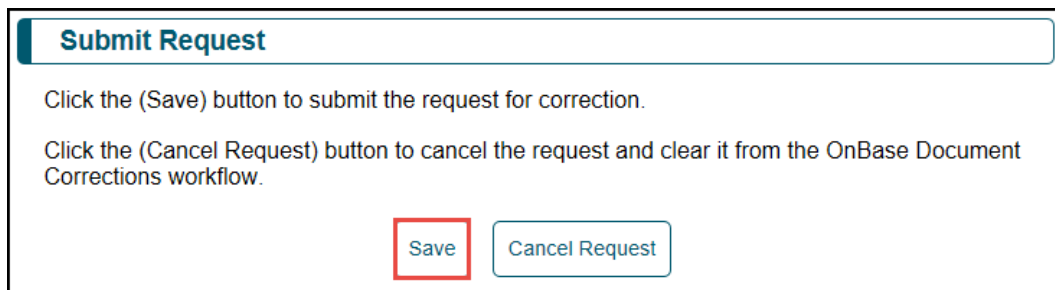 Submit Request
Click the (Save) button to submit the request for correction.
Click the (Cancel Request) button to cancel the request and clear it from the OnBase Document
Corrections workflow.
Save
Cancel Request